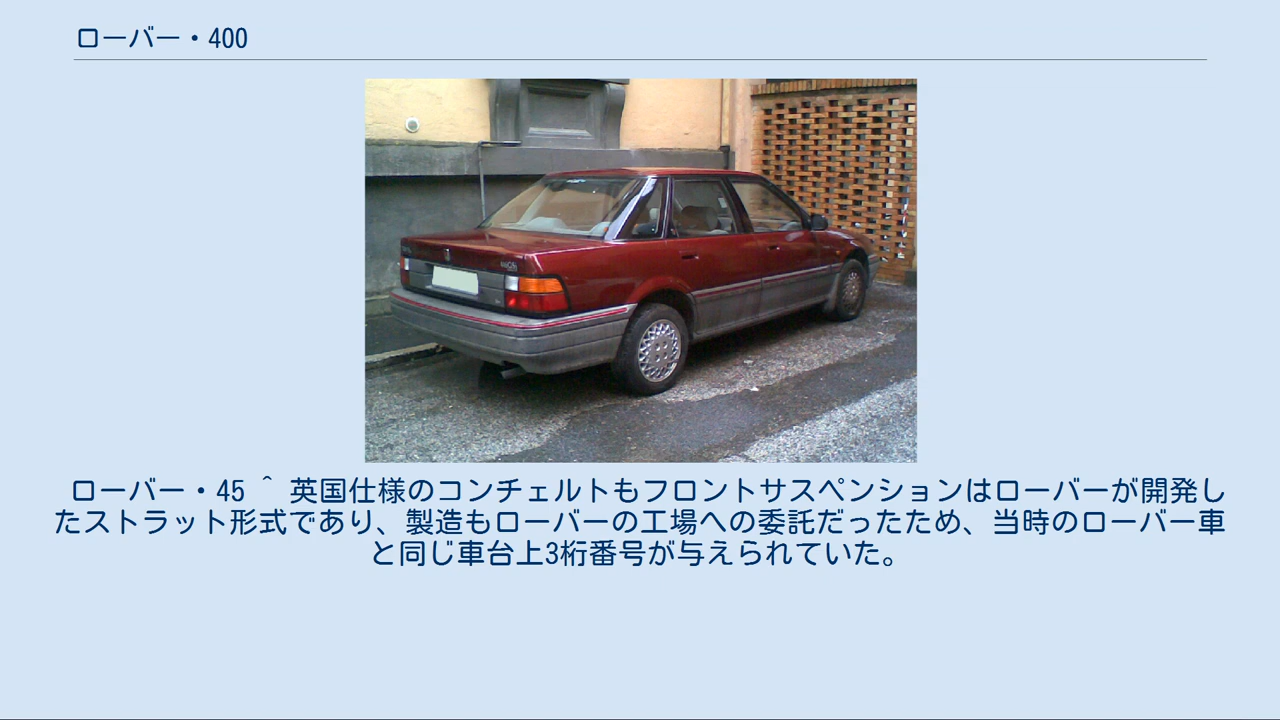 ローバー・400
ローバー・45 ^ 英国仕様のコンチェルトもフロントサスペンションはローバーが開発し
たストラット形式であり、製造もローバーの工場への委託だったため、当時のローバー車
と同じ車台上3桁番号が与えられていた。